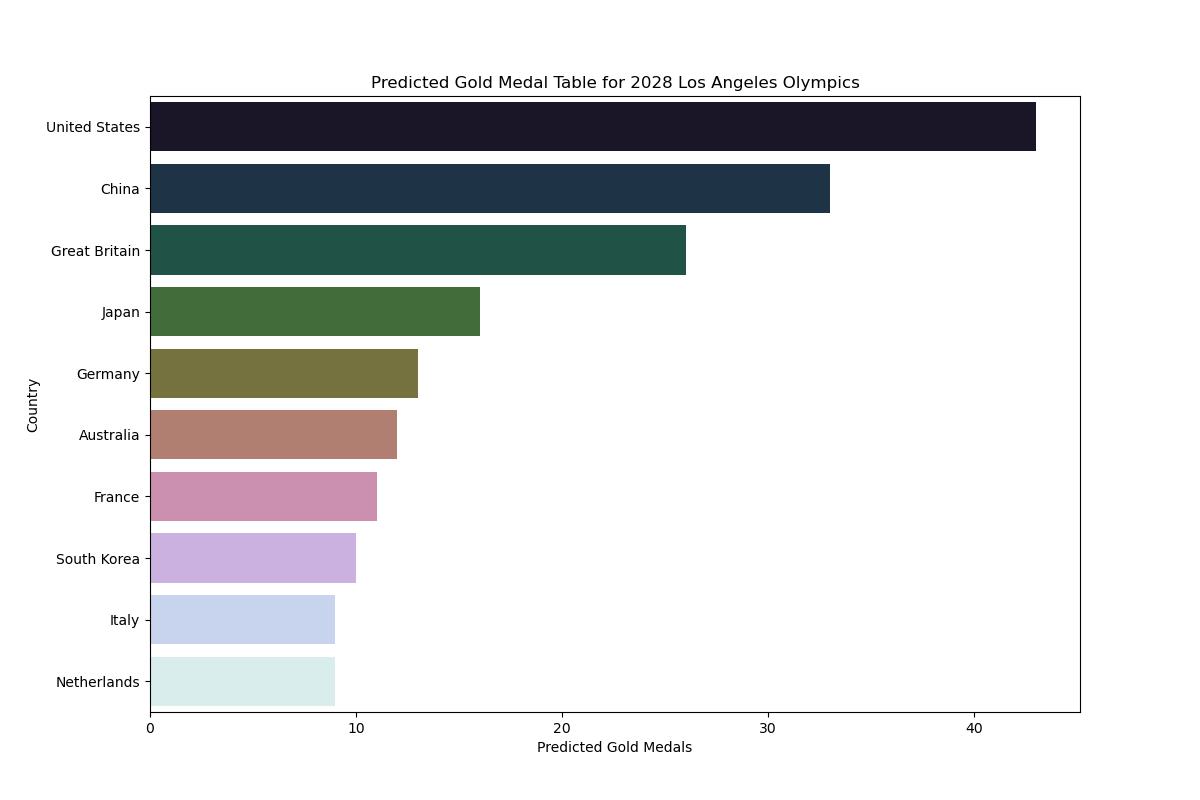 Predicted Gold Medal Table for 2028 Los Angeles Olympics
United States
China
Great Britain
Japan
Germany
Australia
France
South Korea
Italy
Netherlands
Country
0 10 20 30 40
Predicted Gold Medals